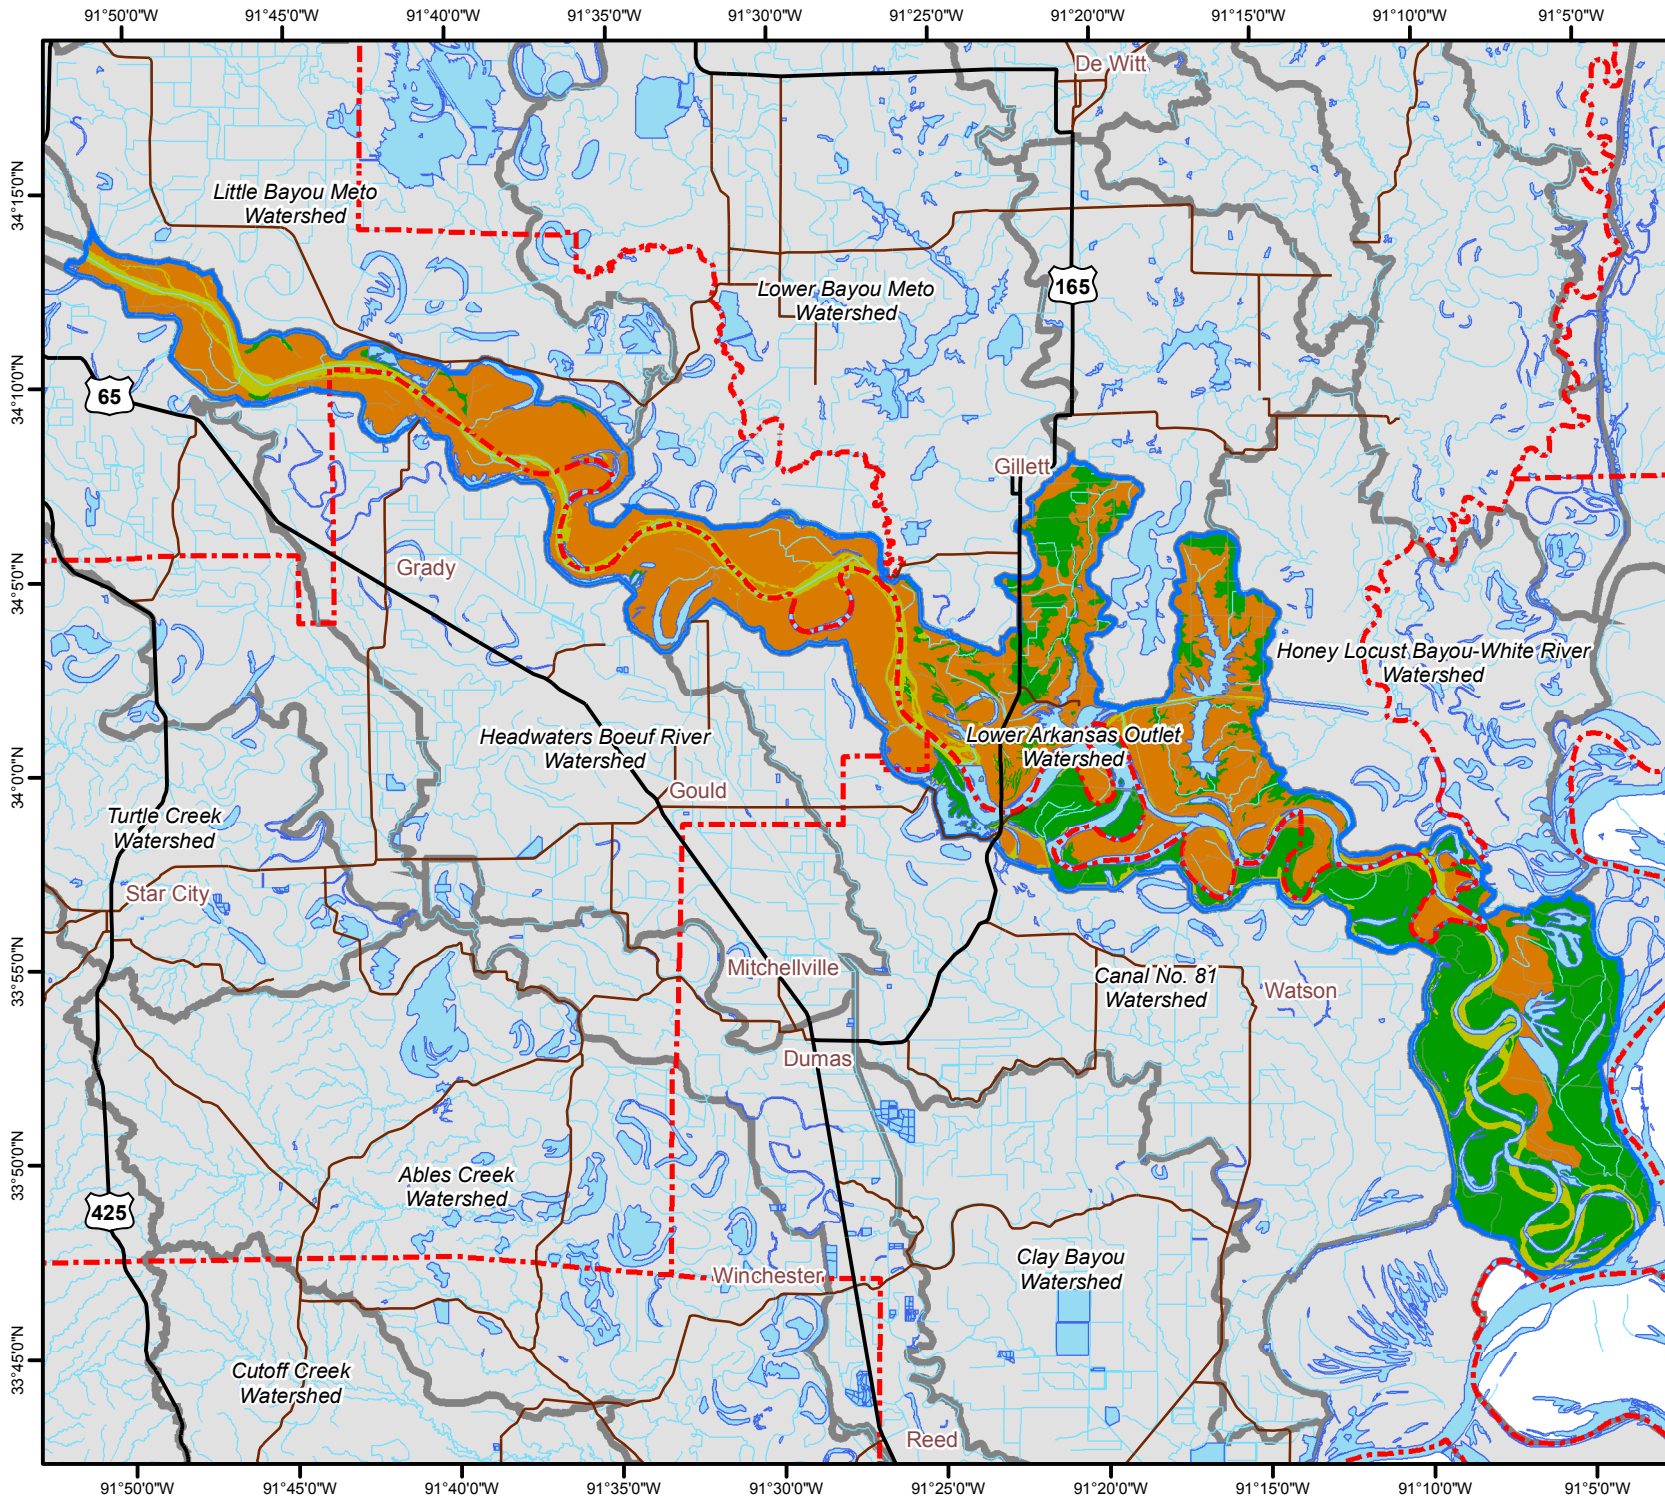 91°50'0"W 91°45'0"W 91°40'0"W 91°35'0"W 91°30'0"W 91°25'0"W 91°20'0"W 91°15'0"W 91°10'0"W 91°5'0"W
De Witt
34°15'0"N
Little Bayou Meto
Watershed
Lower Bayou Meto
Watershed
165
34°10'0"N
65
Gillett
34°5'0"N
Grady
Honey Locust Bayou-White River
Watershed
Headwaters Boeuf River
Watershed
Lower Arkansas Outlet
Watershed
34°0'0"N
Gould
Turtle Creek
Watershed
Star City
33°55'0"N
Mitchellville
Canal No. 81
Watershed
Watson
Dumas
33°50'0"N
Ables Creek
Watershed
425
Clay Bayou
Watershed
Winchester
33°45'0"N
Cutoff Creek
Watershed
Reed
91°50'0"W 91°45'0"W 91°40'0"W 91°35'0"W 91°30'0"W 91°25'0"W 91°20'0"W 91°15'0"W 91°10'0"W 91°5'0"W